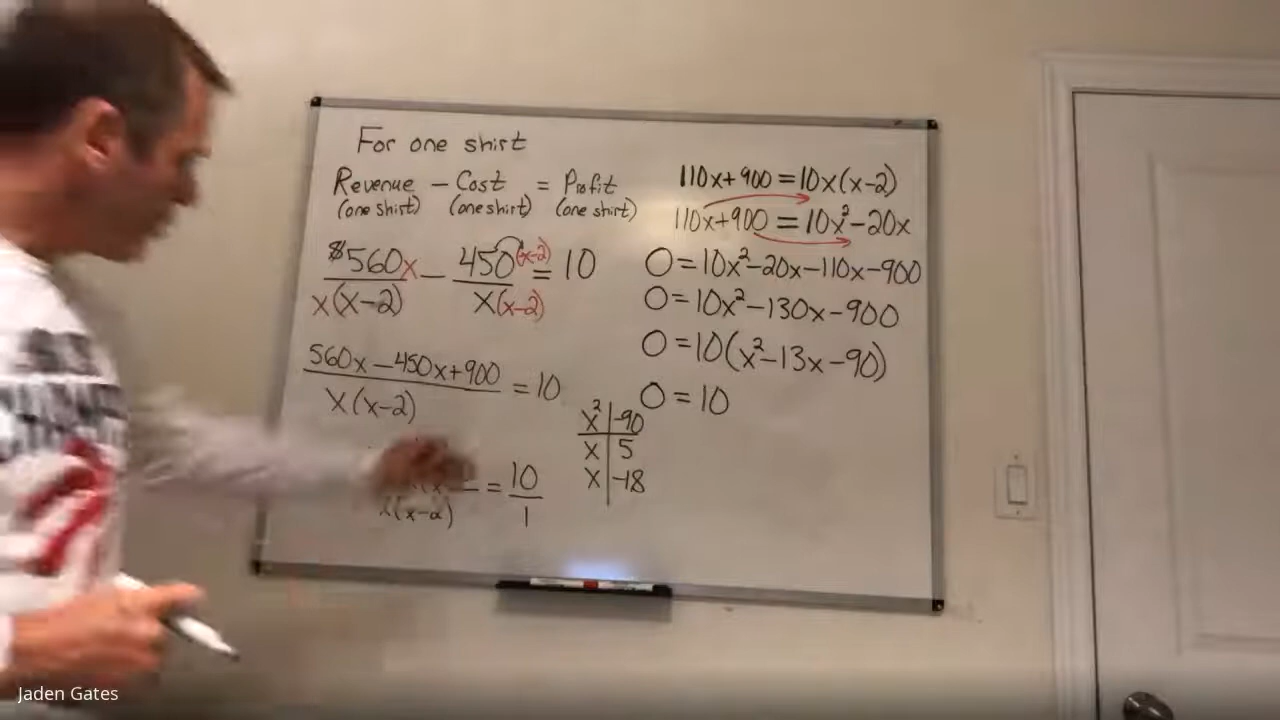 For one shirt
Revenue – Cost = Profit
(one shirt) (one shirt) (one shirt)
$560x / x(x–2) – 450(x–2) / x(x–2) = 10
560x – 450x + 900 / x(x–2) = 10
x(x–2) = 10 / 1
110x + 900 = 10x(x–2)
110x + 900 = 10x² – 20x
0 = 10x² – 20x – 110x – 900
0 = 10x² – 130x – 900
0 = 10(x² – 13x – 90)
0 = 10
x² | –90
x | 5
x | –18
Jaden Gates